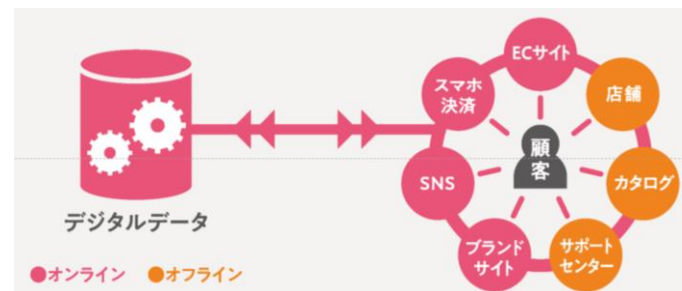 ECサイト
スマホ
決済
店舗
顧
客
SNS
カタログ
デジタルデータ
ブランド
サイト
サポート
センター
●オンライン ●オフライン